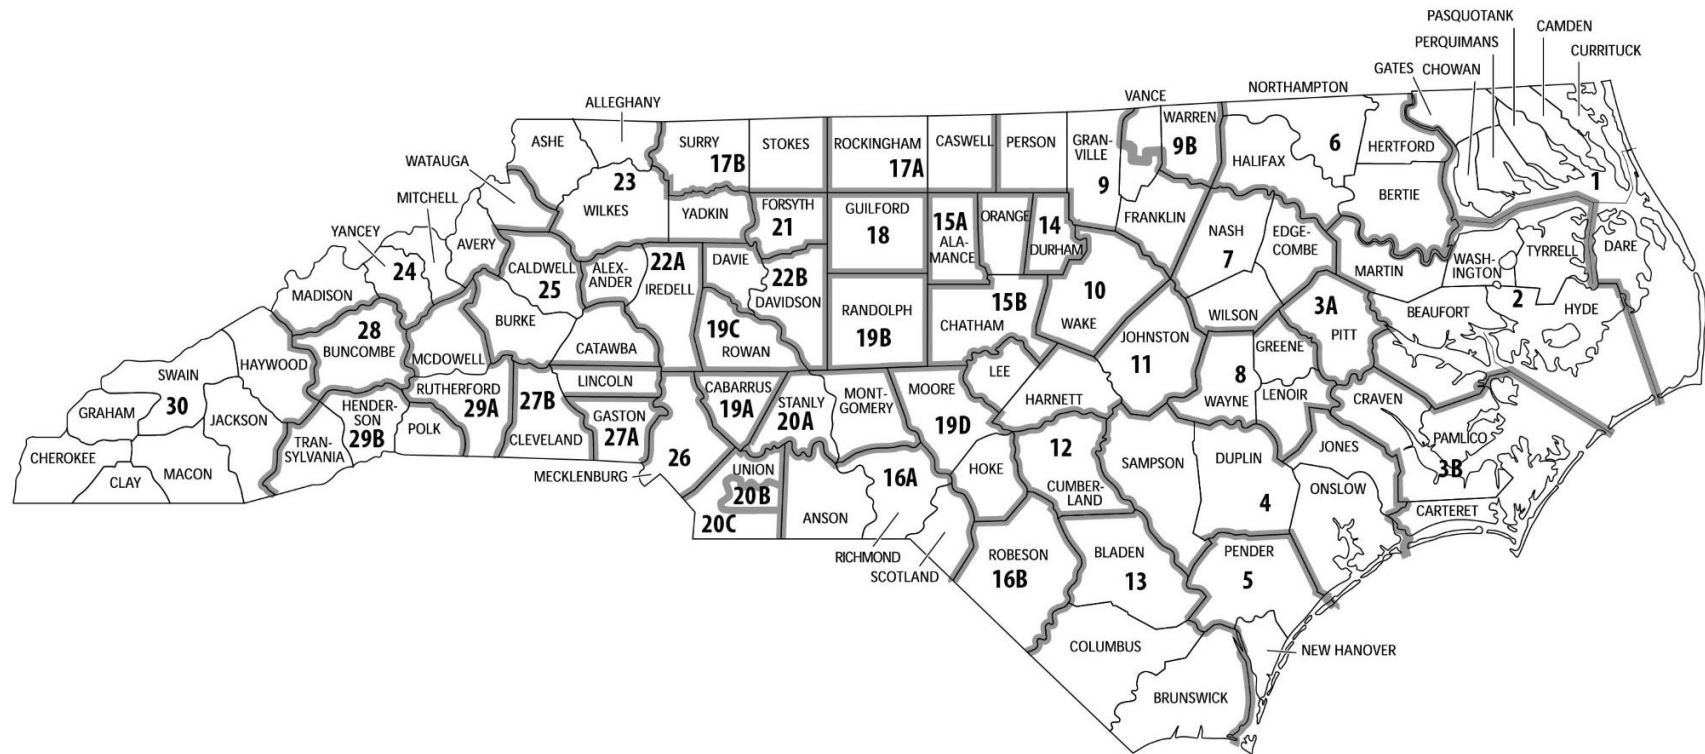 PASQUOTANK
CAMDEN
PERQUIMANS
CURRITUCK
GATES
CHOWAN
NORTHAMPTON
VANCE
ALLEGHANY
WARREN
9B
ASHE
SURRY
17B
STOKES
ROCKINGHAM
17A
CASWELL
PERSON
GRAN-
VILLE
9
HALIFAX
6
HERTFORD
BERTIE
1
WATAUGA
23
WILKES
YADKIN
FORSYTH
21
GUILFORD
18
15A
ALA-
MANCE
ORANGE
14
DURHAM
FRANKLIN
NASH
7
EDGE-
COMBE
MARTIN
WASH-
INGTON
TYRRELL
DARE
MITCHELL
YANCEY
AVERY
24
MADISON
CALDWELL
25
ALEX-
ANDER
22A
IREDELL
DAVIE
22B
DAVIDSON
RANDOLPH
19B
15B
CHATHAM
10
WAKE
WILSON
3A
PITT
BEAUFORT
2
HYDE
28
BUNCOMBE
BURKE
MCDOWELL
CATAWBA
19C
ROWAN
JOHNSTON
11
GREENE
8
WAYNE
LENOIR
CRAVEN
HAYWOOD
SWAIN
GRAHAM
30
JACKSON
CHEROKEE
CLAY
MACON
TRAN-
SYLVANIA
HENDER-
SON
29B
RUTHERFORD
29A
POLK
27B
CLEVELAND
LINCOLN
GASTON
27A
CABARRUS
19A
STANLY
20A
MONT-
GOMERY
MOORE
19D
LEE
HARNETT
JONES
PAMLICO
3B
CARTERET
MECKLENBURG
26
UNION
20B
20C
ANSON
16A
RICHMOND
SCOTLAND
HOKE
12
CUMBER-
LAND
SAMPSON
DUPLIN
4
ONSLOW
ROBESON
16B
BLADEN
13
PENDER
5
COLUMBUS
NEW HANOVER
BRUNSWICK